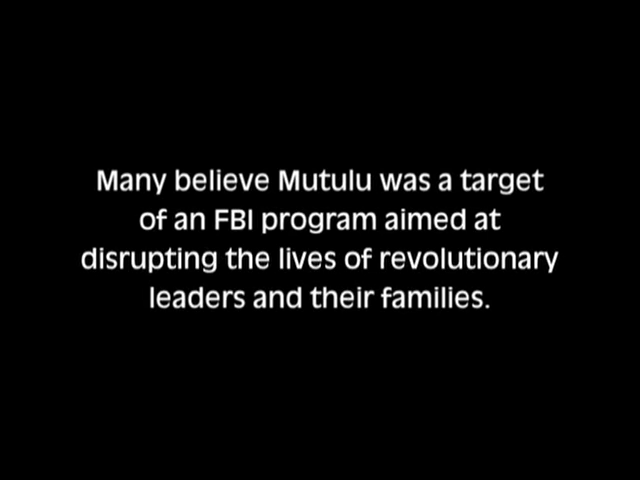 Many believe Mutulu was a target
of an FBI program aimed at
disrupting the lives of revolutionary
leaders and their families.